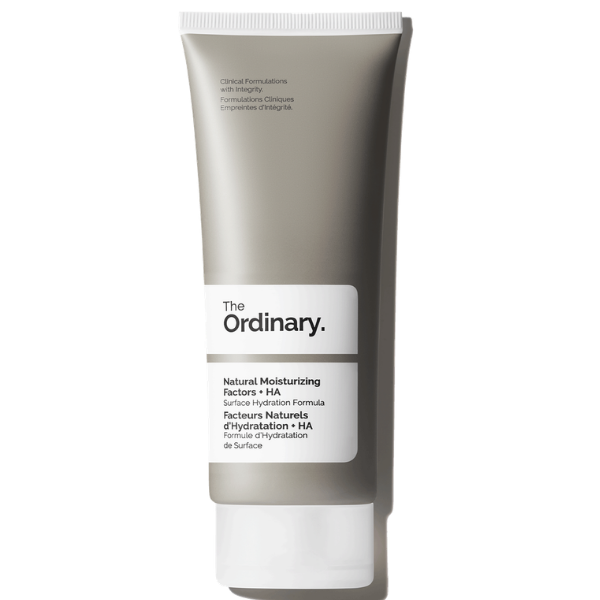 Clinical Formulations
with Integrity.
Formulations Cliniques
Empreintes d'Intégrité.
The
Ordinary.
Natural Moisturizing
Factors + HA
Surface Hydration Formula
Facteurs Naturels
d'Hydratation + HA
Formule d'Hydratation
de Surface